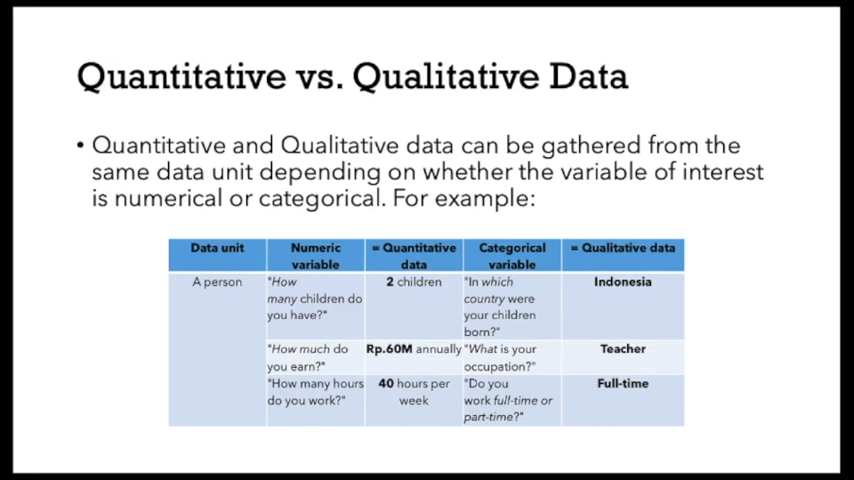 Quantitative vs. Qualitative Data
• Quantitative and Qualitative data can be gathered from the
same data unit depending on whether the variable of interest
is numerical or categorical. For example:
Data unit
Numeric
variable
= Quantitative
data
Categorical
variable
= Qualitative data
A person
"How
many children do
you have?"
2 children
"In which
country were
your children
born?"
Indonesia
"How much do
you earn?"
Rp.60M annually
"What is your
occupation?"
Teacher
"How many hours
do you work?"
40 hours per
week
"Do you
work full-time or
part-time?"
Full-time